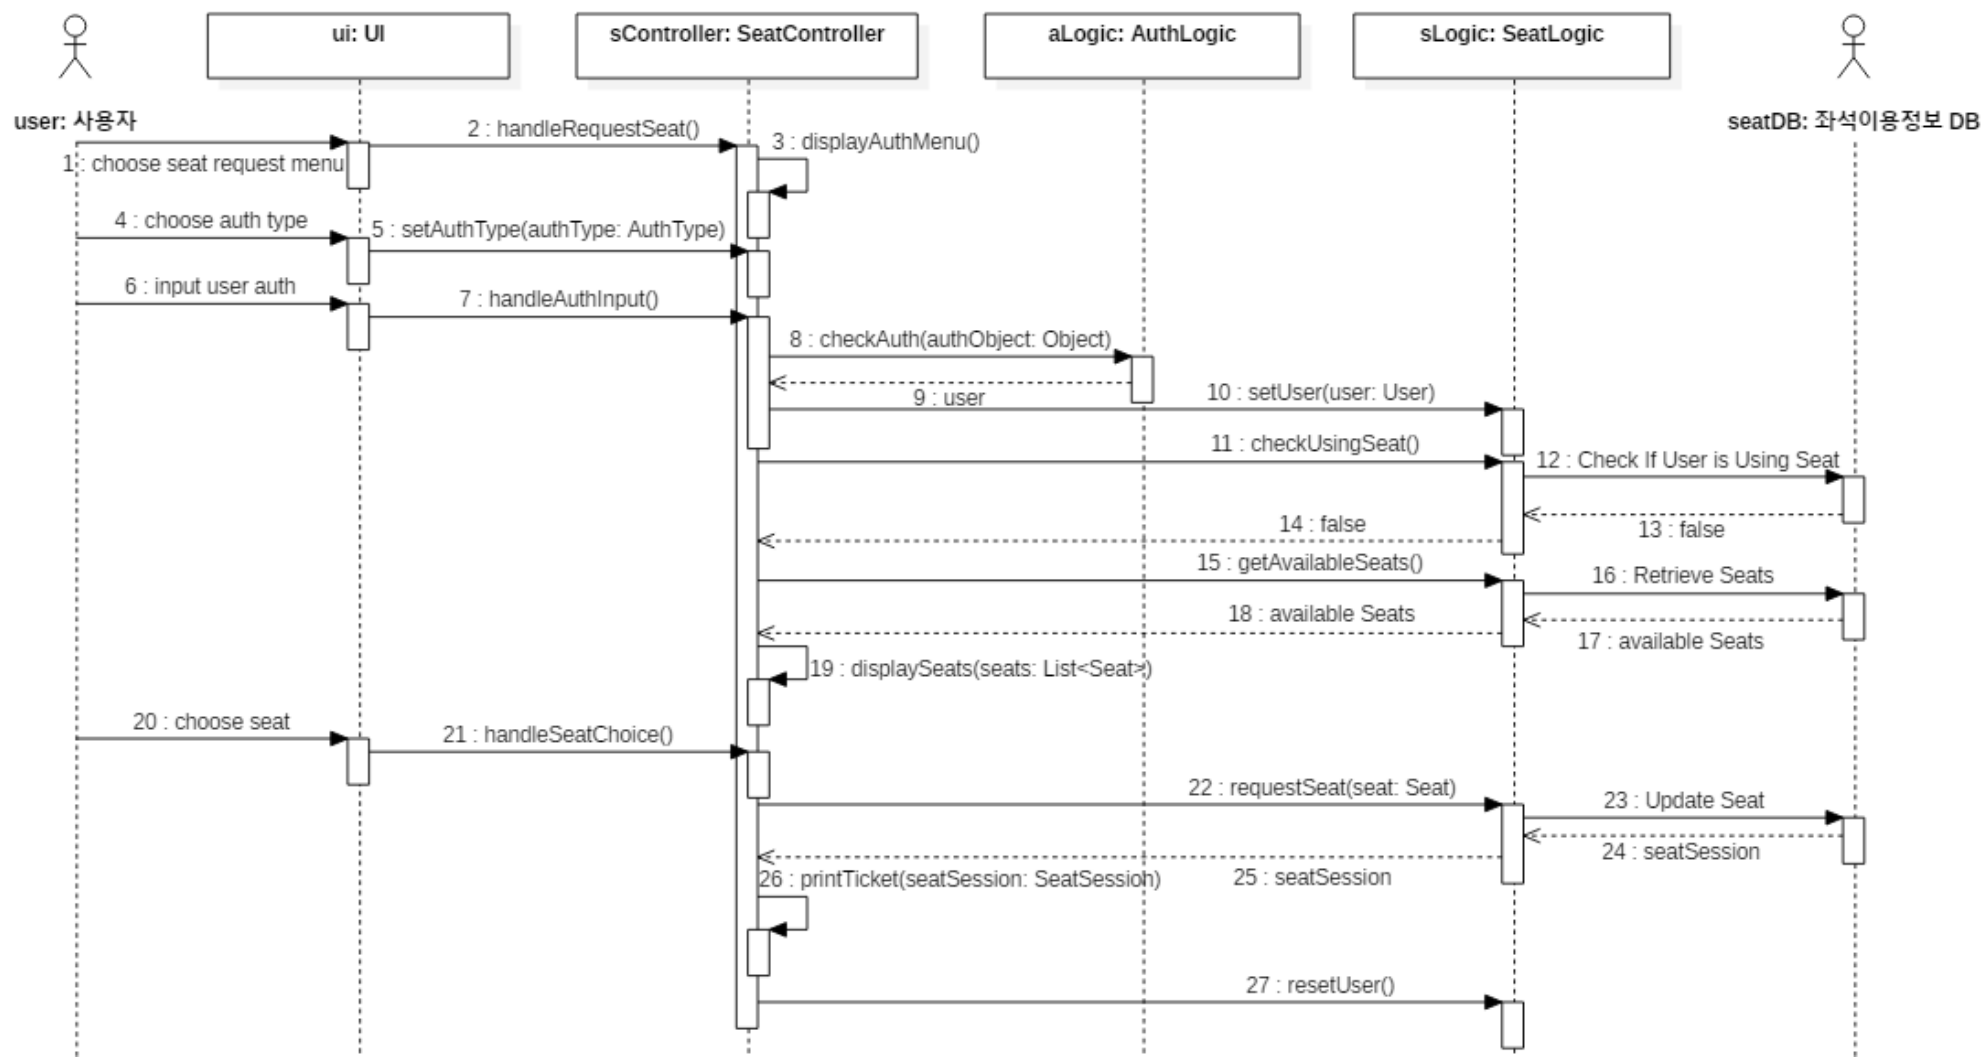 ui: UI
sController: SeatController
aLogic: AuthLogic
sLogic: SeatLogic
user: 사용자
seatDB: 좌석이용정보 DB
1 : choose seat request menu
2 : handleRequestSeat()
3 : displayAuthMenu()
4 : choose auth type
5 : setAuthType(authType: AuthType)
6 : input user auth
7 : handleAuthInput()
8 : checkAuth(authObject: Object)
9 : user
10 : setUser(user: User)
11 : checkUsingSeat()
12 : Check If User is Using Seat
13 : false
14 : false
15 : getAvailableSeats()
16 : Retrieve Seats
17 : available Seats
18 : available Seats
19 : displaySeats(seats: List<Seat>)
20 : choose seat
21 : handleSeatChoice()
22 : requestSeat(seat: Seat)
23 : Update Seat
24 : seatSession
25 : seatSession
26 : printTicket(seatSession: SeatSession)
27 : resetUser()